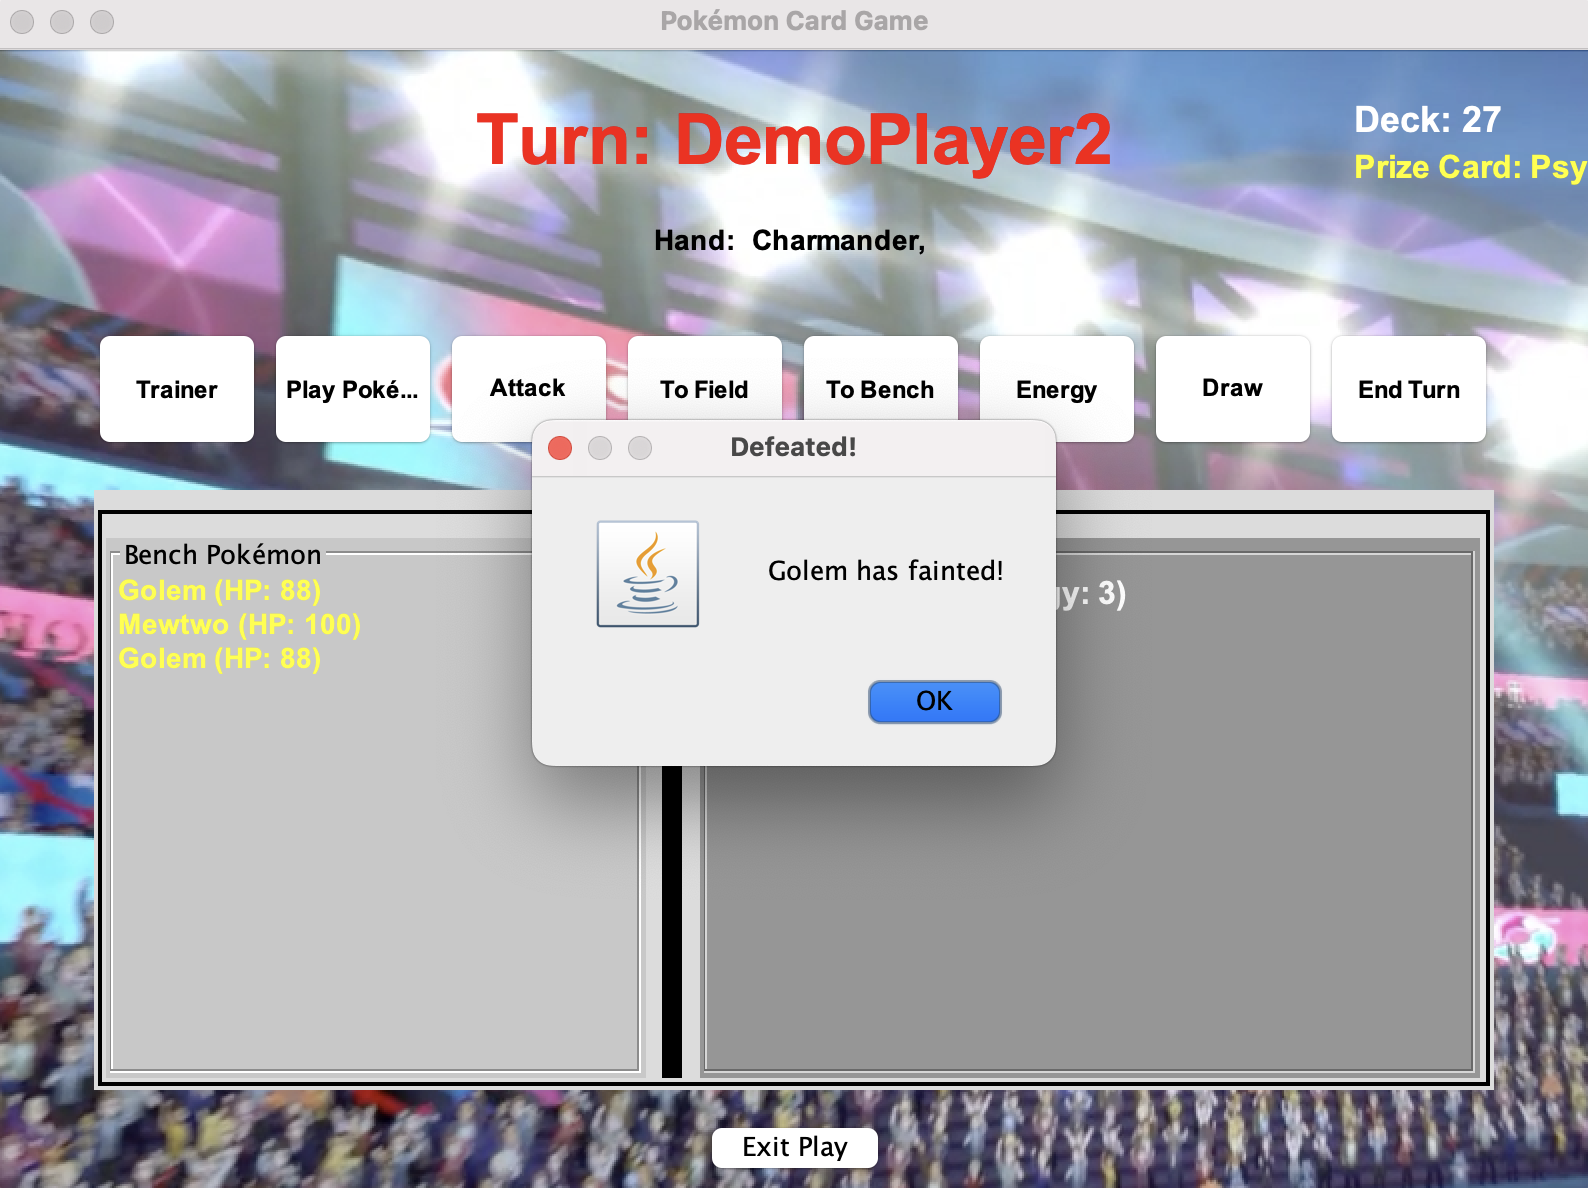 Pokémon Card Game
Turn: DemoPlayer2
Deck: 27
Prize Card: Psy
Hand: Charmander,
Trainer
Play Poké...
Attack
To Field
To Bench
Energy
Draw
End Turn
Defeated!
Golem has fainted!
OK
Bench Pokémon
Golem (HP: 88)
Mewtwo (HP: 100)
Golem (HP: 88)
gy: 3)
Exit Play